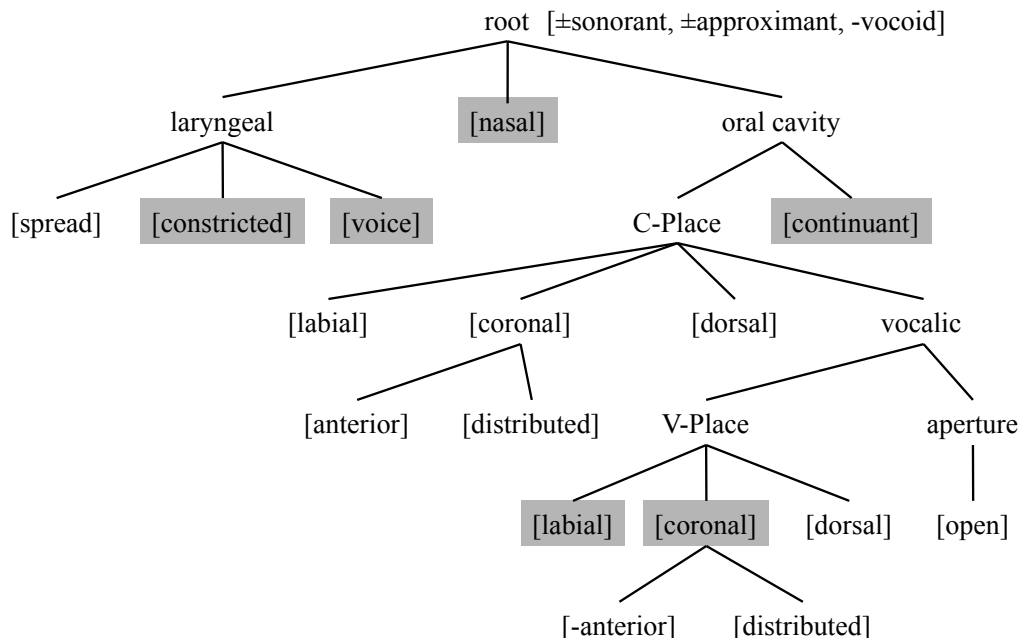 root [±sonorant, ±approximant, -vocoid]
laryngeal [nasal] oral cavity
[spread] [constricted] [voice] C-Place [continuant]
[labial] [coronal] [dorsal] vocalic
[anterior] [distributed] V-Place aperture
[labial] [coronal] [dorsal] [open]
[-anterior] [distributed]